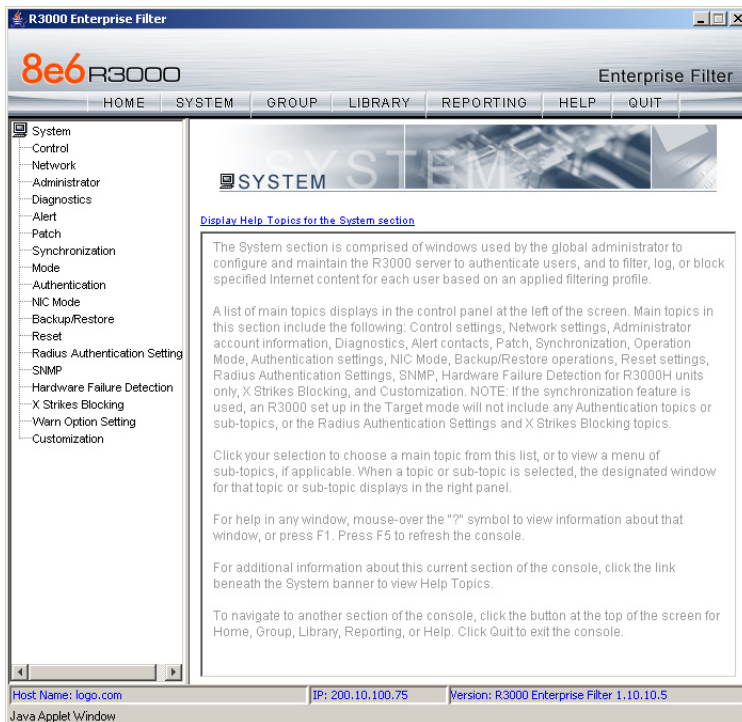 R3000 Enterprise Filter
8e6 R3000
Enterprise Filter
HOME SYSTEM GROUP LIBRARY REPORTING HELP QUIT
System
Control
Network
Administrator
Diagnostics
Alert
Patch
Synchronization
Mode
Authentication
NIC Mode
Backup/Restore
Reset
Radius Authentication Setting
SNMP
Hardware Failure Detection
X Strikes Blocking
Warn Option Setting
Customization
SYSTEM
SYSTEM
Display Help Topics for the System section
The System section is comprised of windows used by the global administrator to
configure and maintain the R3000 server to authenticate users, and to filter, log, or block
specified Internet content for each user based on an applied filtering profile.
A list of main topics displays in the control panel at the left of the screen. Main topics in
this section include the following: Control settings, Network settings, Administrator
account information, Diagnostics, Alert contacts, Patch, Synchronization, Operation
Mode, Authentication settings, NIC Mode, Backup/Restore operations, Reset settings,
Radius Authentication Settings, SNMP, Hardware Failure Detection for R3000H units
only, X Strikes Blocking, and Customization. NOTE: If the synchronization feature is
used, an R3000 set up in the Target mode will not include any Authentication topics or
sub-topics, or the Radius Authentication Settings and X Strikes Blocking topics.
Click your selection to choose a main topic from this list, or to view a menu of
sub-topics, if applicable. When a topic or sub-topic is selected, the designated window
for that topic or sub-topic displays in the right panel.
For help in any window, mouse-over the "?" symbol to view information about that
window, or press F1. Press F5 to refresh the console.
For additional information about this current section of the console, click the link
beneath the System banner to view Help Topics.
To navigate to another section of the console, click the button at the top of the screen for
Home, Group, Library, Reporting, or Help. Click Quit to exit the console.
Host Name: logo.com
IP: 200.10.100.75
Version: R3000 Enterprise Filter 1.10.10.5
Java Applet Window